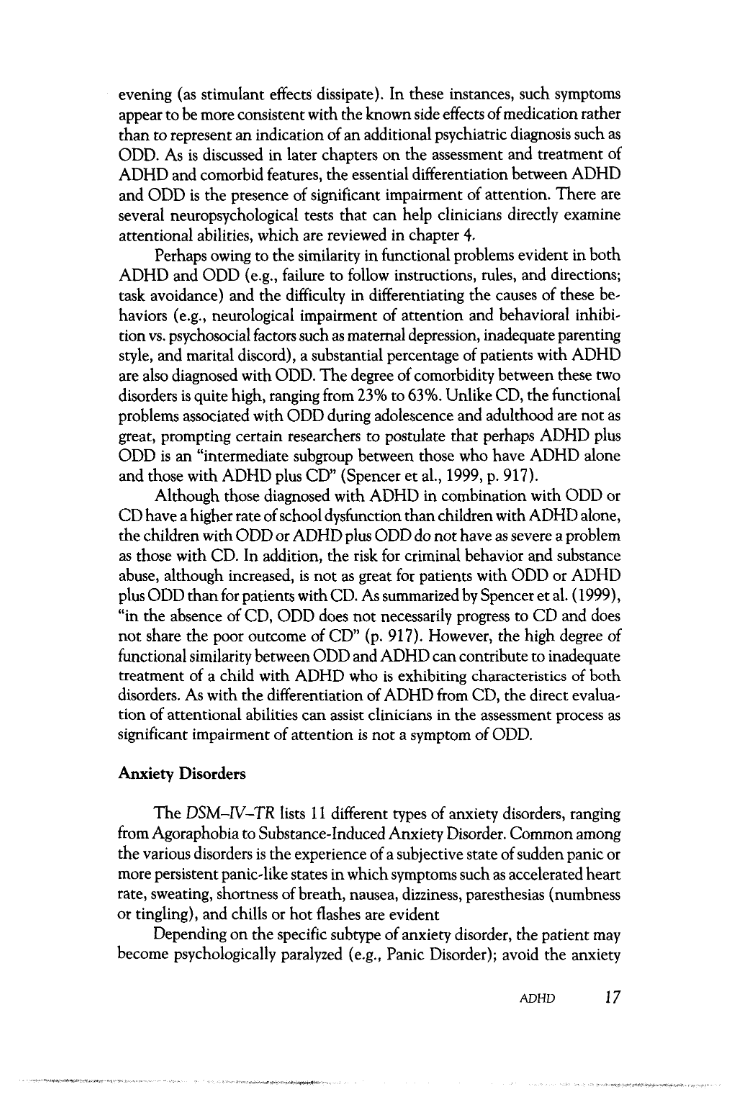 evening (as stimulant effects dissipate). In these instances, such symptoms
appear to be more consistent with the known side effects of medication rather
than to represent an indication of an additional psychiatric diagnosis such as
ODD. As is discussed in later chapters on the assessment and treatment of
ADHD and comorbid features, the essential differentiation between ADHD
and ODD is the presence of significant impairment of attention. There are
several neuropsychological tests that can help clinicians directly examine
attentional abilities, which are reviewed in chapter 4.
Perhaps owing to the similarity in functional problems evident in both
ADHD and ODD (e.g., failure to follow instructions, rules, and directions;
task avoidance) and the difficulty in differentiating the causes of these be-
haviors (e.g., neurological impairment of attention and behavioral inhibi-
tion vs. psychosocial factors such as maternal depression, inadequate parenting
style, and marital discord), a substantial percentage of patients with ADHD
are also diagnosed with ODD. The degree of comorbidity between these two
disorders is quite high, ranging from 23% to 63%. Unlike CD, the functional
problems associated with ODD during adolescence and adulthood are not as
great, prompting certain researchers to postulate that perhaps ADHD plus
ODD is an “intermediate subgroup between those who have ADHD alone
and those with ADHD plus CD” (Spencer et al., 1999, p. 917).
Although those diagnosed with ADHD in combination with ODD or
CD have a higher rate of school dysfunction than children with ADHD alone,
the children with ODD or ADHD plus ODD do not have as severe a problem
as those with CD. In addition, the risk for criminal behavior and substance
abuse, although increased, is not as great for patients with ODD or ADHD
plus ODD than for patients with CD. As summarized by Spencer et al. (1999),
“in the absence of CD, ODD does not necessarily progress to CD and does
not share the poor outcome of CD” (p. 917). However, the high degree of
functional similarity between ODD and ADHD can contribute to inadequate
treatment of a child with ADHD who is exhibiting characteristics of both
disorders. As with the differentiation of ADHD from CD, the direct evalua-
tion of attentional abilities can assist clinicians in the assessment process as
significant impairment of attention is not a symptom of ODD.
Anxiety Disorders
The DSM–IV–TR lists 11 different types of anxiety disorders, ranging
from Agoraphobia to Substance-Induced Anxiety Disorder. Common among
the various disorders is the experience of a subjective state of sudden panic or
more persistent panic-like states in which symptoms such as accelerated heart
rate, sweating, shortness of breath, nausea, dizziness, paresthesias (numbness
or tingling), and chills or hot flashes are evident
Depending on the specific subtype of anxiety disorder, the patient may
become psychologically paralyzed (e.g., Panic Disorder); avoid the anxiety
ADHD 17